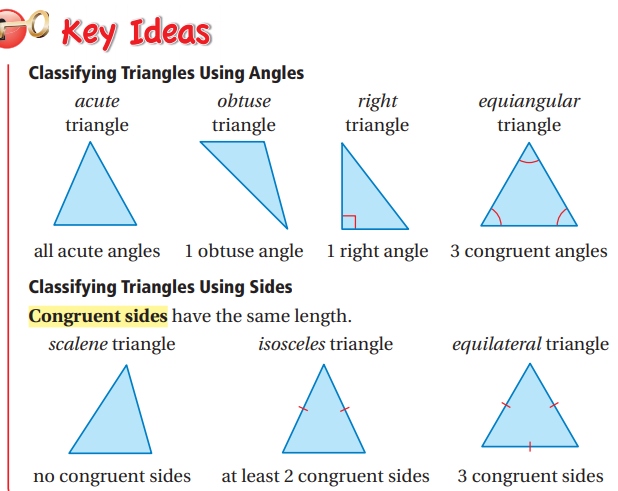 Key Ideas
Classifying Triangles Using Angles
acute obtuse right equiangular
triangle triangle triangle triangle
all acute angles 1 obtuse angle 1 right angle 3 congruent angles
Classifying Triangles Using Sides
Congruent sides have the same length.
scalene triangle isosceles triangle equilateral triangle
no congruent sides at least 2 congruent sides 3 congruent sides